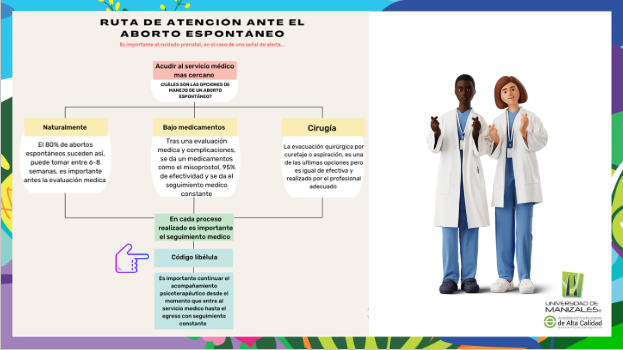 RUTA DE ATENCIÓN ANTE EL
ABORTO ESPONTANEO
Es importante el cuidado prenatal, en el caso de una señal de alerta...
Acudir al servicio médico
mas cercano
CUÁLES SON LAS OPCIONES DE
MANEJO DE UN ABORTO
ESPONTÁNEO?
Naturalmente
El 80% de abortos
espontáneos suceden así,
puede tomar entre 6-8
semanas, es importante
antes la evaluación medica
Bajo medicamentos
Tras una evaluación
medica y complicaciones,
se da un medicamentos
como el misoprostol, 95%
de efectividad y se da el
seguimiento medico
constante
Cirugía
La evacuación quirúrgica por
curetaje o aspiración, es una
de las ultimas opciones pero
es igual de efectiva y
realizado por el profesional
adecuado
En cada proceso
realizado es importante
el seguimiento medico
Código libélula
Es importante continuar el
acompañamiento
psicoterapéutico desde el
momento que entre al
servicio medico hasta el
egreso con seguimiento
constante
UNIVERSIDAD DE
MANIZALES
de Alta Calidad